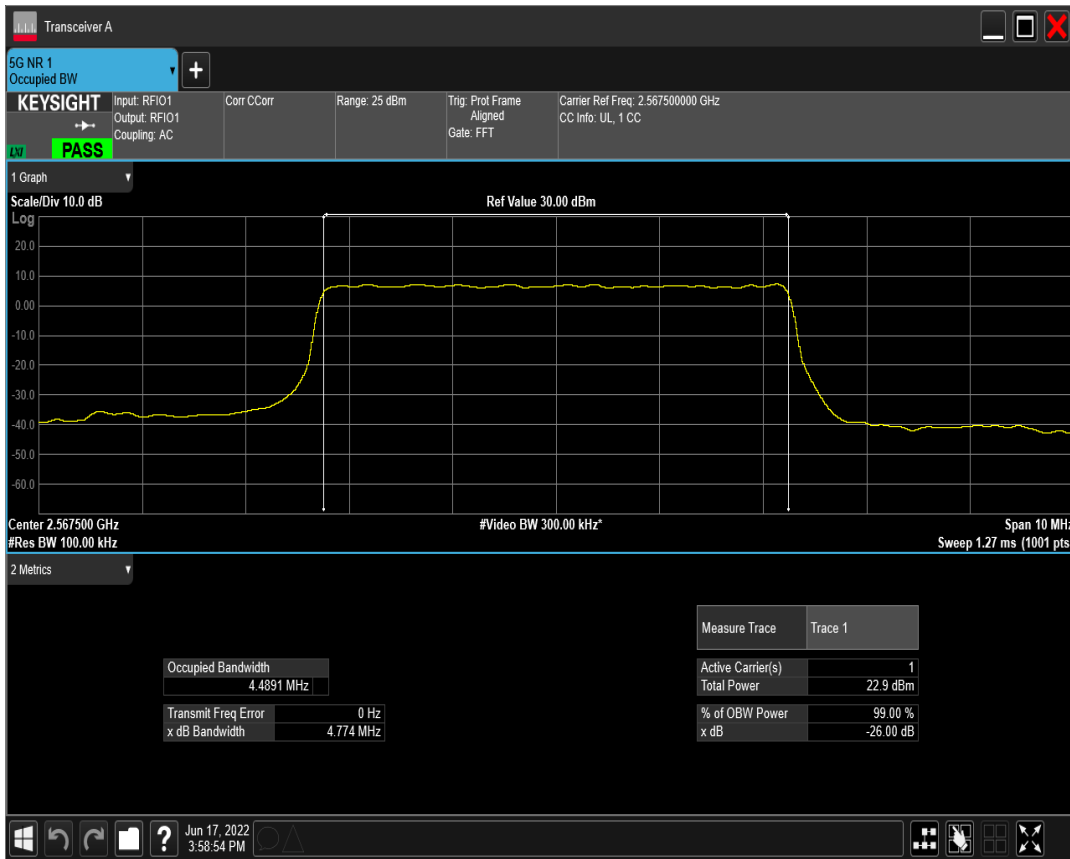 Transceiver A
5G NR 1
Occupied BW
+
KEYSIGHT
LXI
PASS
Input: RFIO1
Output: RFIO1
Coupling: AC
Corr CCorr
Range: 25 dBm
Trig: Prot Frame
Aligned
Gate: FFT
Carrier Ref Freq: 2.567500000 GHz
CC Info: UL, 1 CC
1 Graph
Scale/Div 10.0 dB
Ref Value 30.00 dBm
Log
20.0
10.0
0.00
-10.0
-20.0
-30.0
-40.0
-50.0
-60.0
Center 2.567500 GHz
#Video BW 300.00 kHz*
Span 10 MHz
#Res BW 100.00 kHz
Sweep 1.27 ms (1001 pts
2 Metrics
Measure Trace Trace 1
Occupied Bandwidth
4.4891 MHz
Active Carrier(s) 1
Total Power 22.9 dBm
Transmit Freq Error 0 Hz
x dB Bandwidth 4.774 MHz
% of OBW Power 99.00 %
x dB -26.00 dB
?
Jun 17, 2022
3:58:54 PM